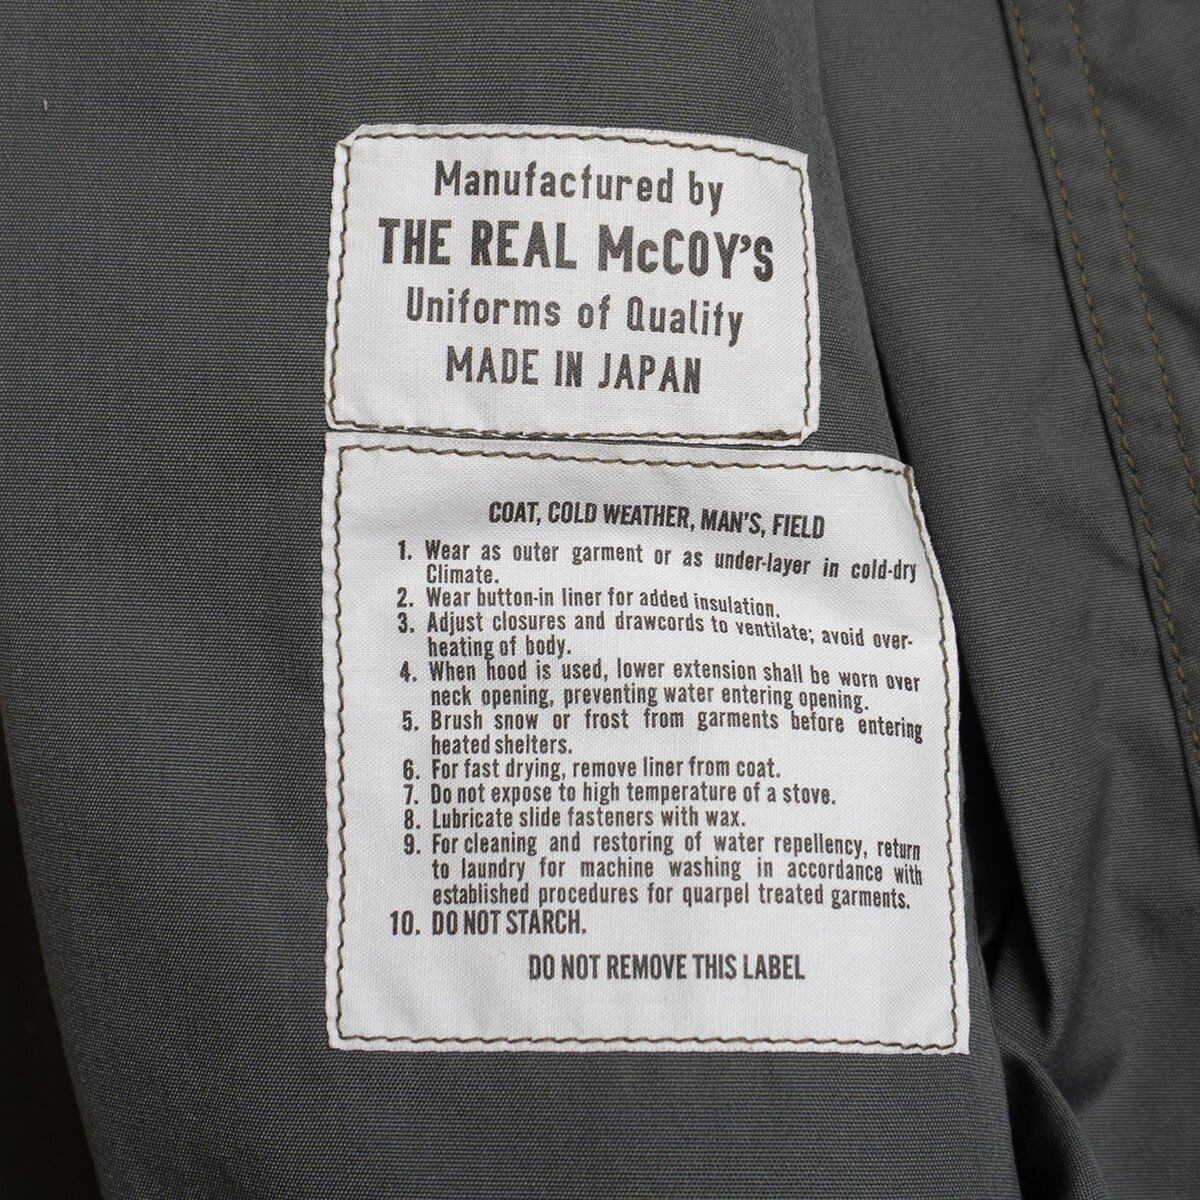 Manufactured by
THE REAL McCOY'S
Uniforms of Quality
MADE IN JAPAN
COAT, COLD WEATHER, MAN'S, FIELD
1. Wear as outer garment or as under-layer in cold-dry
Climate.
2. Wear button-in liner for added insulation.
3. Adjust closures and drawcords to ventilate; avoid over-
heating of body.
4. When hood is used, lower extension shall be worn over
neck opening, preventing water entering opening.
5. Brush snow or frost from garments before entering
heated shelters.
6. For fast drying, remove liner from coat.
7. Do not expose to high temperature of a stove.
8. Lubricate slide fasteners with wax.
9. For cleaning and restoring of water repellency, return
to laundry for machine washing in accordance with
established procedures for quarpel treated garments.
10. DO NOT STARCH.
DO NOT REMOVE THIS LABEL